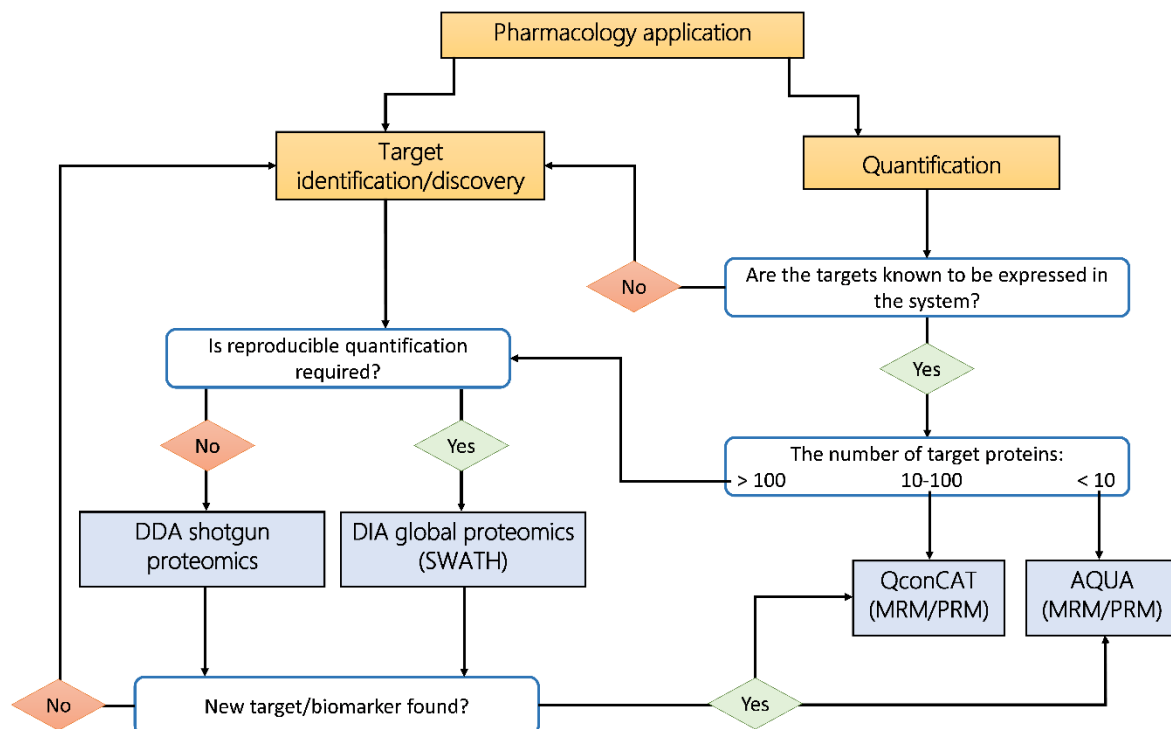 Pharmacology application
Target
identification/discovery
Quantification
No
Are the targets known to be expressed in
the system?
Is reproducible quantification
required?
Yes
No
Yes
The number of target proteins:
> 100 10-100 < 10
DDA shotgun
proteomics
DIA global proteomics
(SWATH)
QconCAT
(MRM/PRM)
AQUA
(MRM/PRM)
No
New target/biomarker found?
Yes